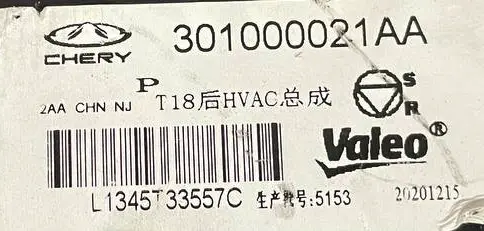 CHERY 301000021AA
2AA CHN NJ P T18后HVAC总成 S R
Valeo®
L1345T33557C 生产批号:5153 20201215